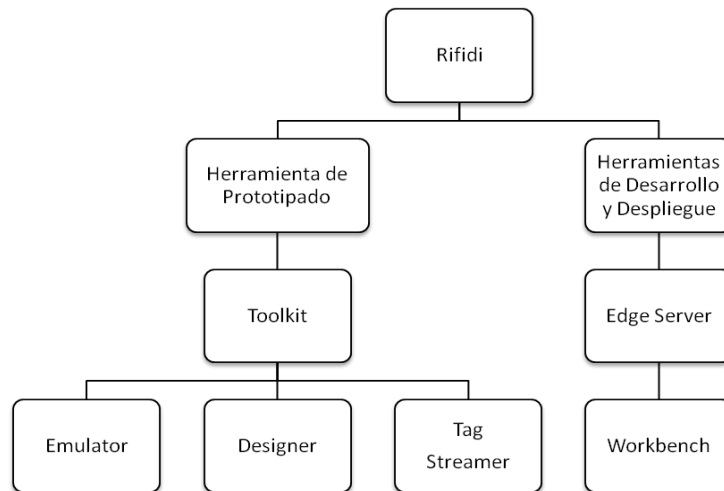 Rifidi
Herramienta de
Prototipado
Herramientas
de Desarrollo
y Despliegue
Toolkit
Edge Server
Emulator
Designer
Tag
Streamer
Workbench